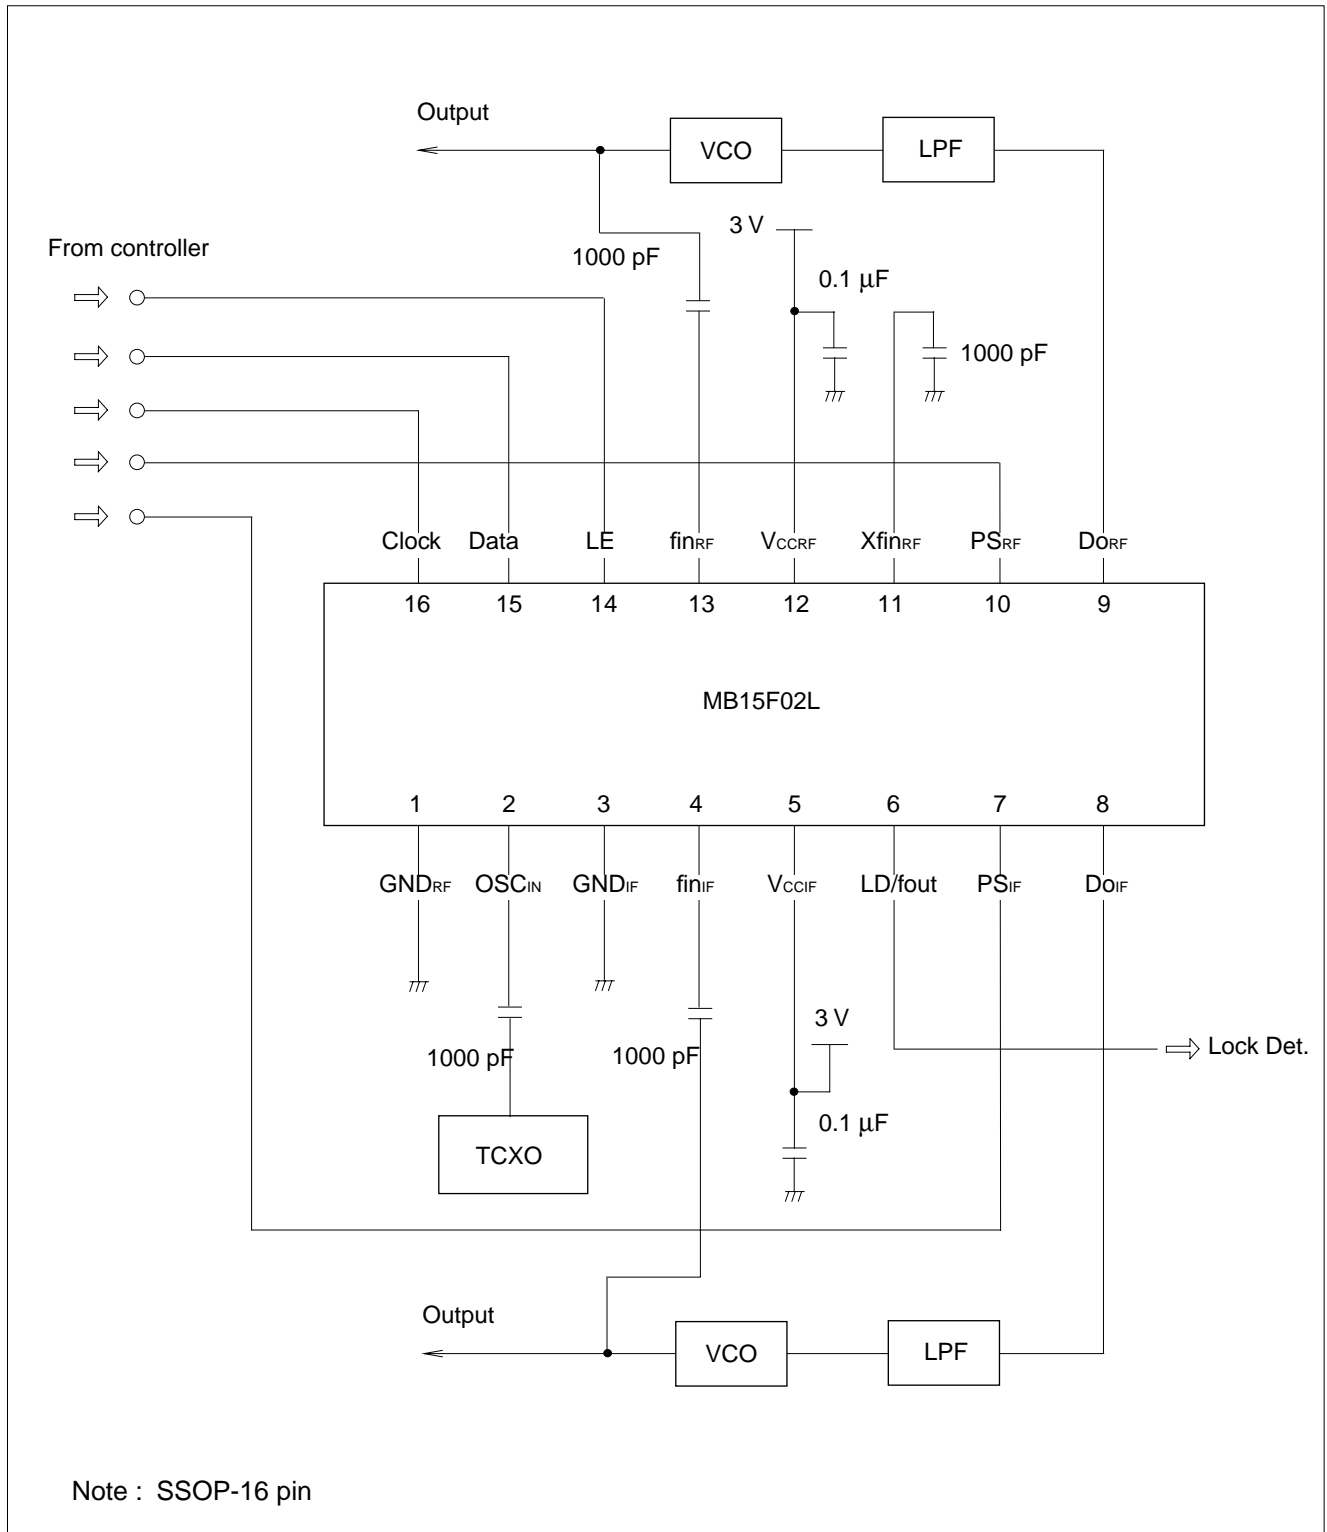 Output
VCO
LPF
3 V
From controller
1000 pF
0.1 μF
1000 pF
Clock Data LE finRF VCCRF XfinRF PSRF DoRF
16 15 14 13 12 11 10 9
MB15F02L
1 2 3 4 5 6 7 8
GNDRF OSCIN GNDIF finIF VCCIF LD/fout PSIF DoIF
3 V
1000 pF
1000 pF
Lock Det.
0.1 μF
TCXO
Output
VCO
LPF
Note : SSOP-16 pin